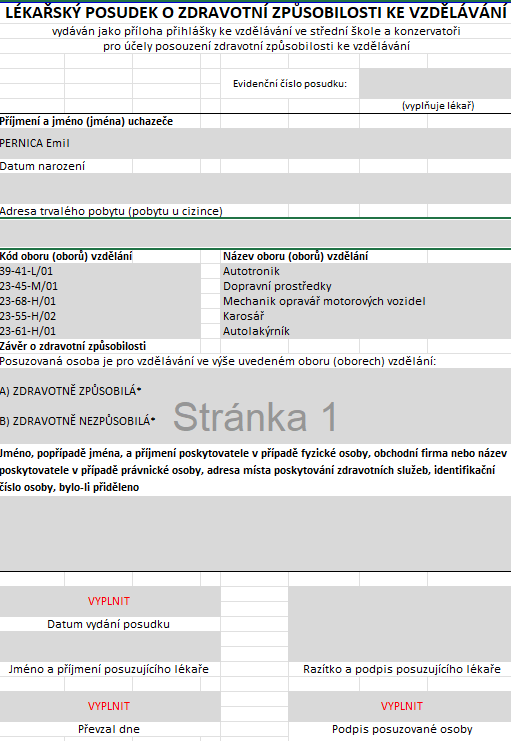 LÉKAŘSKÝ POSUDEK O ZDRAVOTNÍ ZPŮSOBILOSTI KE VZDĚLÁVÁNÍ
vydáván jako příloha přihlášky ke vzdělávání ve střední škole a konzervatoři
pro účely posouzení zdravotní způsobilosti ke vzdělávání
Evidenční číslo posudku:
(vyplňuje lékař)
Příjmení a jméno (jména) uchazeče
PERNICA Emil
Datum narození
Adresa trvalého pobytu (pobytu u cizince)
Kód oboru (oborů) vzdělání Název oboru (oborů) vzdělání
39-41-L/01 Autotronik
23-45-M/01 Dopravní prostředky
23-68-H/01 Mechanik opravář motorových vozidel
23-55-H/02 Karosář
23-61-H/01 Autolakýrník
Závěr o zdravotní způsobilosti
Posuzovaná osoba je pro vzdělávání ve výše uvedeném oboru (oborech) vzdělání:
A) ZDRAVOTNĚ ZPŮSOBILÁ*
B) ZDRAVOTNĚ NEZPŮSOBILÁ*
Stránka 1
Jméno, popřípadě jména, a příjmení poskytovatele v případě fyzické osoby, obchodní firma nebo název
poskytovatele v případě právnické osoby, adresa místa poskytování zdravotních služeb, identifikační
číslo osoby, bylo-li přiděleno
VYPLNIT
Datum vydání posudku
Jméno a příjmení posuzujícího lékaře Razítko a podpis posuzujícího lékaře
VYPLNIT VYPLNIT
Převzal dne Podpis posuzované osoby